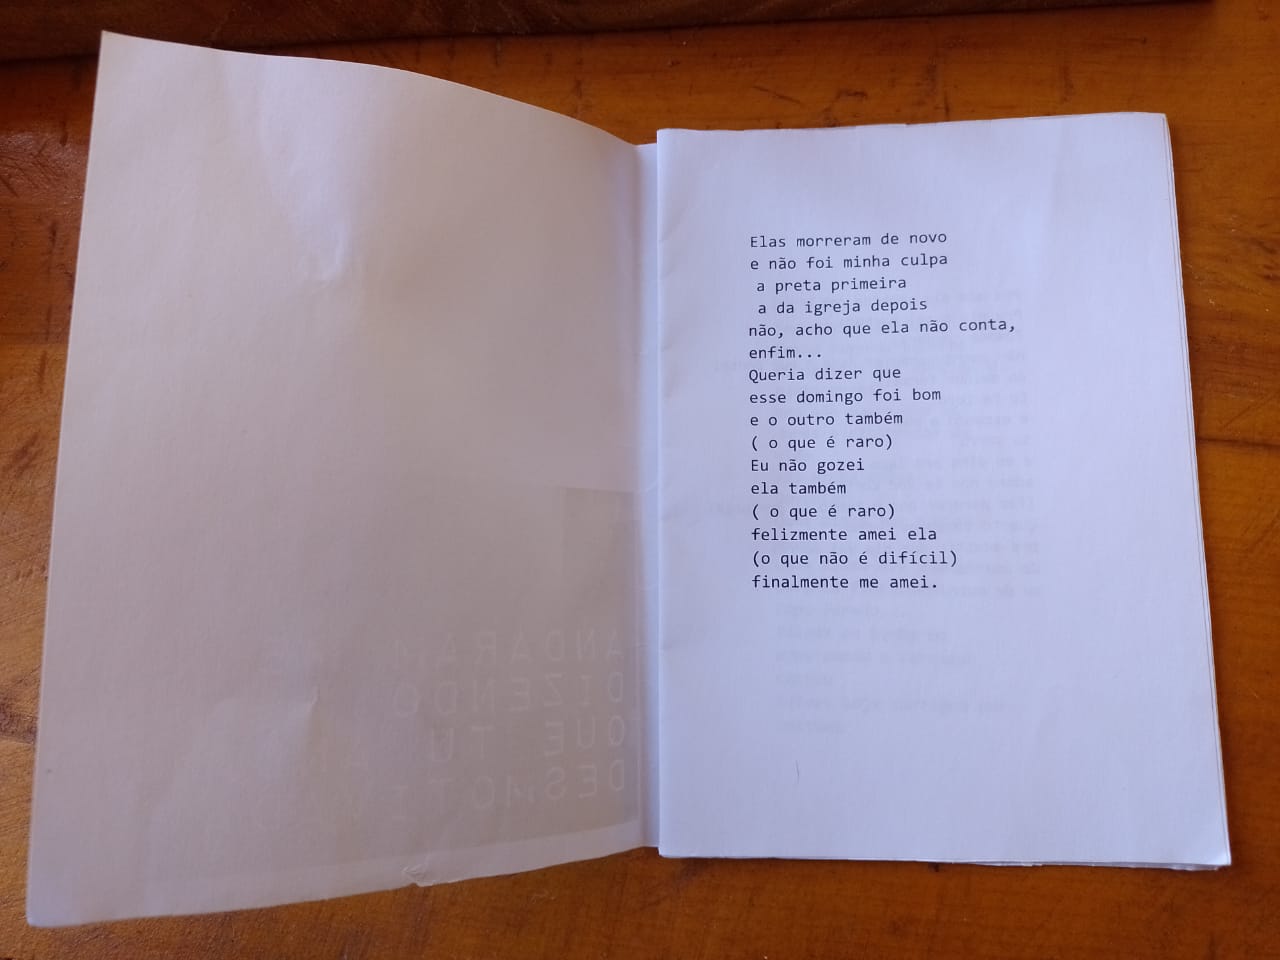 Elas morreram de novo
e não foi minha culpa
a preta primeira
a da igreja depois
não, acho que ela não conta,
enfim...
Queria dizer que
esse domingo foi bom
e o outro também
( o que é raro)
Eu não gozei
ela também
( o que é raro)
felizmente amei ela
(o que não é difícil)
finalmente me amei.